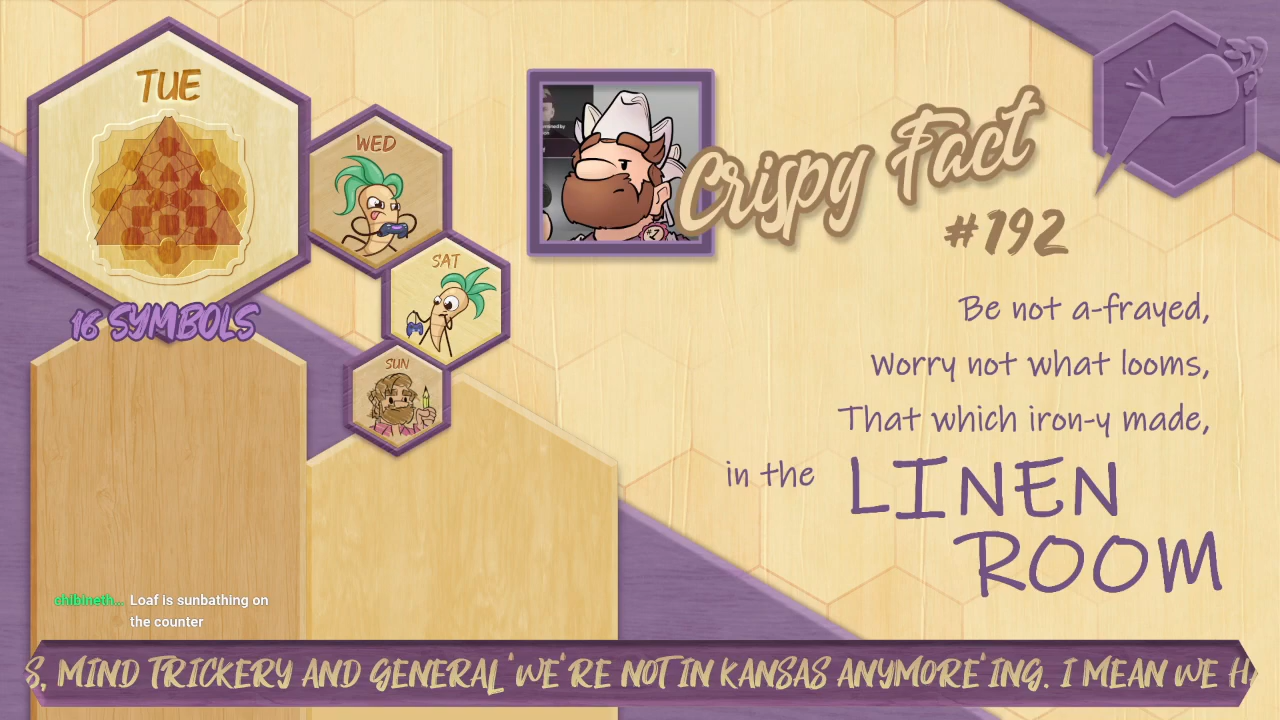 TUE
WED
SAT
SUN
16 SYMBOLS
Crispy Fact
#192
Be not a-frayed,
Worry not what looms,
That which iron-y made,
in the LINEN
ROOM
chibineth... Loaf is sunbathing on
the counter
S, MIND TRICKERY AND GENERAL 'WE'RE NOT IN KANSAS ANYMORE'ING. I MEAN WE H